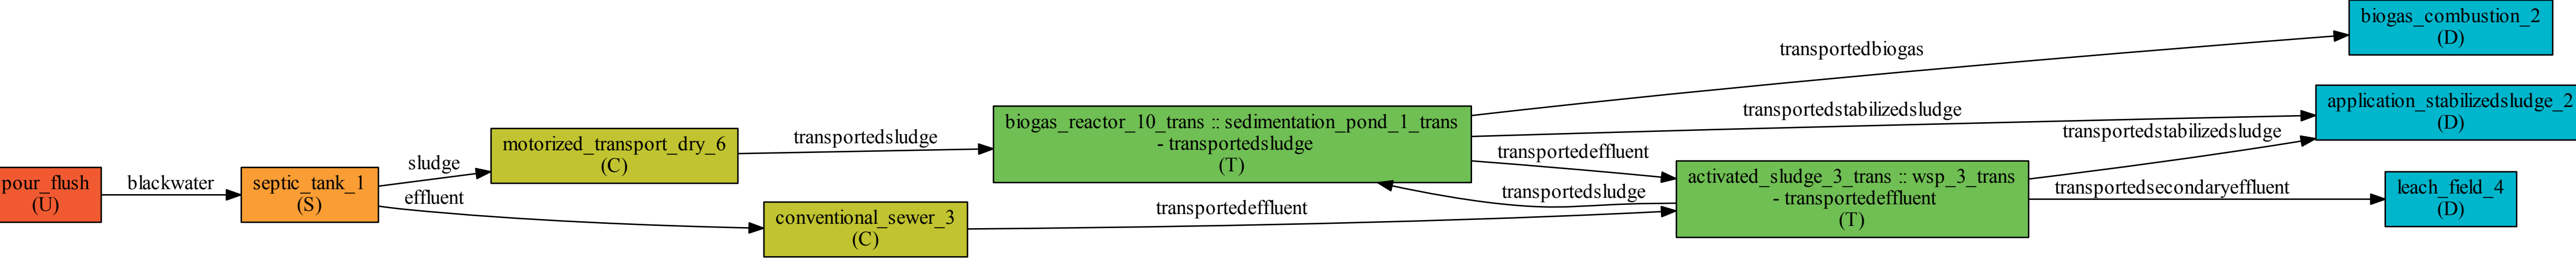 pour_flush
(U)
blackwater
septic_tank_1
(S)
sludge
effluent
motorized_transport_dry_6
(C)
conventional_sewer_3
(C)
transportedsludge
transportedeffluent
biogas_reactor_10_trans :: sedimentation_pond_1_trans
- transportedsludge
(T)
transportedbiogas
transportedstabilizedsludge
transportedeffluent
transportedsludge
activated_sludge_3_trans :: wsp_3_trans
- transportedeffluent
(T)
transportedstabilizedsludge
transportedsecondaryeffluent
biogas_combustion_2
(D)
application_stabilizedsludge_2
(D)
leach_field_4
(D)